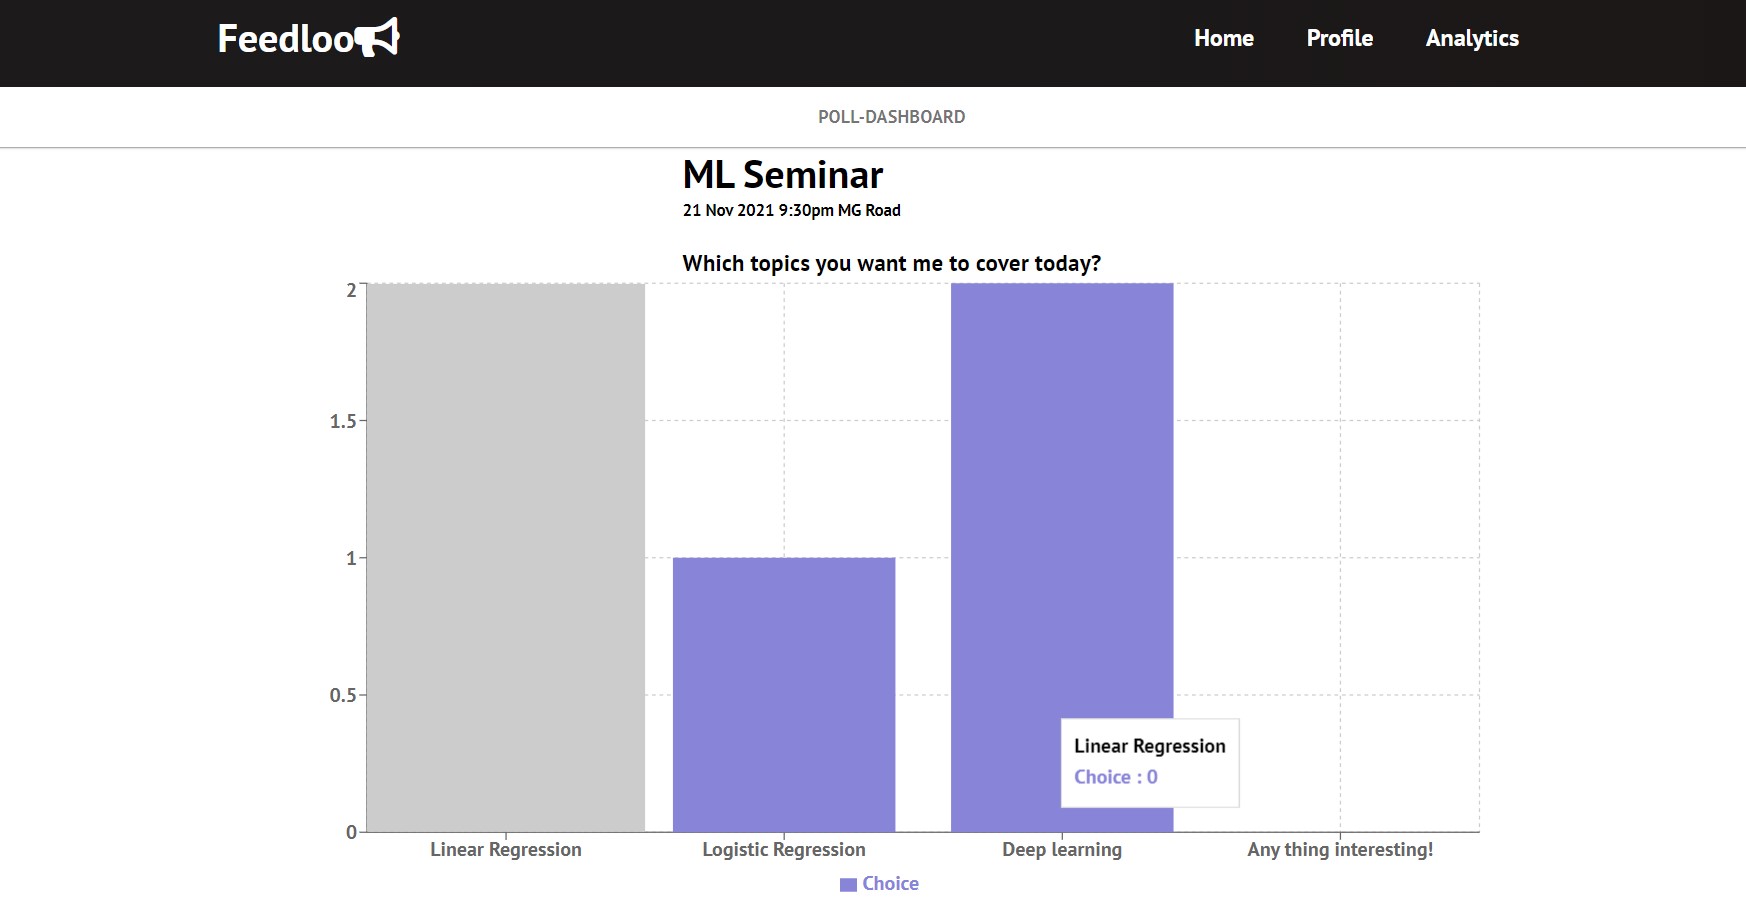 Feedloo
Home Profile Analytics
POLL-DASHBOARD
ML Seminar
21 Nov 2021 9:30pm MG Road
Which topics you want me to cover today?
2
1.5
1
0.5
0
Linear Regression
Choice : 0
Linear Regression Logistic Regression Deep learning Any thing interesting!
Choice